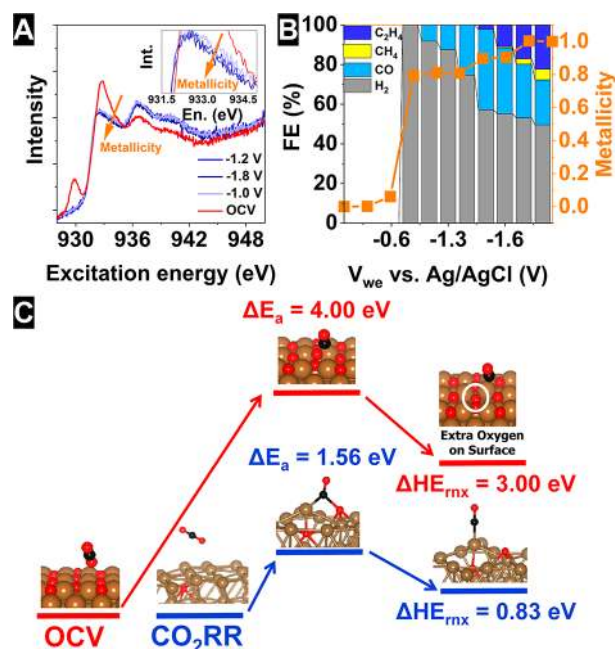 A
Int.
931.5 933.0 934.5
En. (eV)
Metallicity
Metallicity
Intensity
-1.2 V
-1.8 V
-1.0 V
OCV
930 936 942 948
Excitation energy (eV)
B
C₂H₄
CH₄
CO
H₂
FE (%)
100
80
60
40
20
0
1.0
0.8
0.6
0.4
0.2
0.0
Metallicity
-0.6 -1.3 -1.6
Vwe vs. Ag/AgCl (V)
C
ΔEₐ = 4.00 eV
Extra Oxygen
on Surface
ΔHErnx = 3.00 eV
ΔEₐ = 1.56 eV
ΔHErnx = 0.83 eV
OCV
CO₂RR